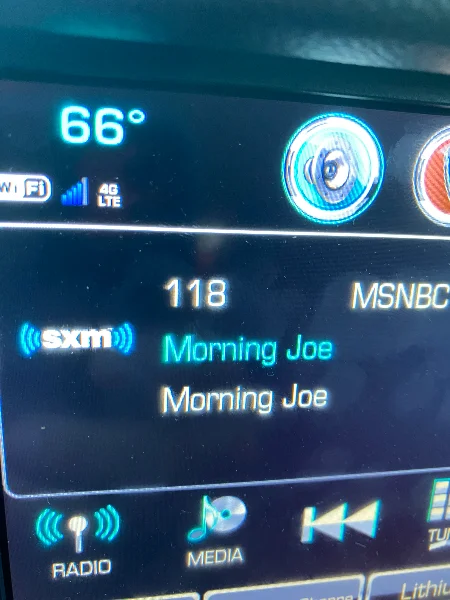 66°
WiFi
4G
LTE
118 MSNBC
sxm
Morning Joe
Morning Joe
RADIO
MEDIA